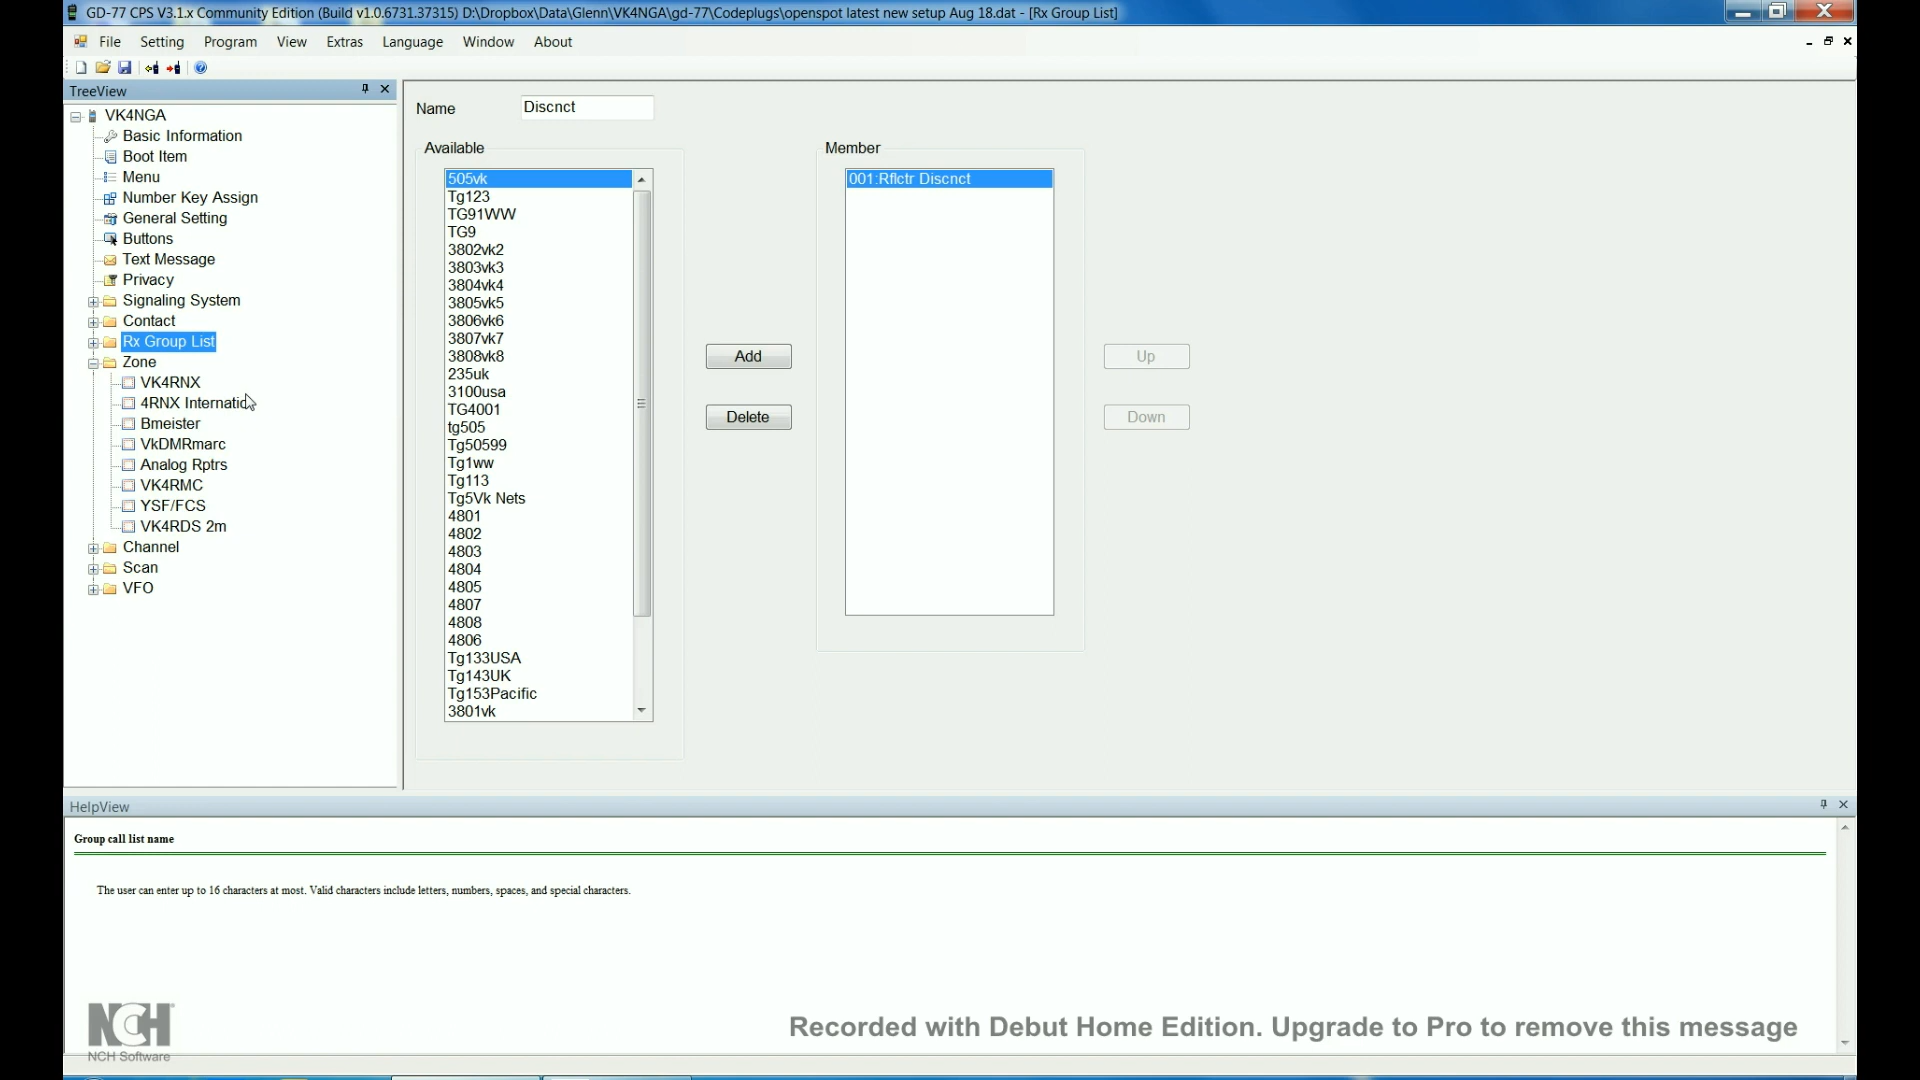 GD-77 CPS V3.1.x Community Edition (Build v1.0.6731.37315) D:\Dropbox\Data\Glenn\VK4NGA\gd-77\Codeplugs\openspot latest new setup Aug 18.dat - [Rx Group List]
File Setting Program View Extras Language Window About
TreeView
VK4NGA
Basic Information
Boot Item
Menu
Number Key Assign
General Setting
Buttons
Text Message
Privacy
Signaling System
Contact
Rx Group List
Zone
VK4RNX
4RNX Internatic
Bmeister
VkDMRmarc
Analog Rptrs
VK4RMC
YSF/FCS
VK4RDS 2m
Channel
Scan
VFO
Name Discnct
Available
505vk
Tg123
TG91WW
TG9
3802vk2
3803vk3
3804vk4
3805vk5
3806vk6
3807vk7
3808vk8
235uk
3100usa
TG4001
tg505
Tg50599
Tg1ww
Tg113
Tg5Vk Nets
4801
4802
4803
4804
4805
4807
4808
4806
Tg133USA
Tg143UK
Tg153Pacific
3801vk
Add
Delete
Member
001:Rflctr Discnct
Up
Down
HelpView
Group call list name
The user can enter up to 16 characters at most. Valid characters include letters, numbers, spaces, and special characters.
NCH
NCH Software
Recorded with Debut Home Edition. Upgrade to Pro to remove this message